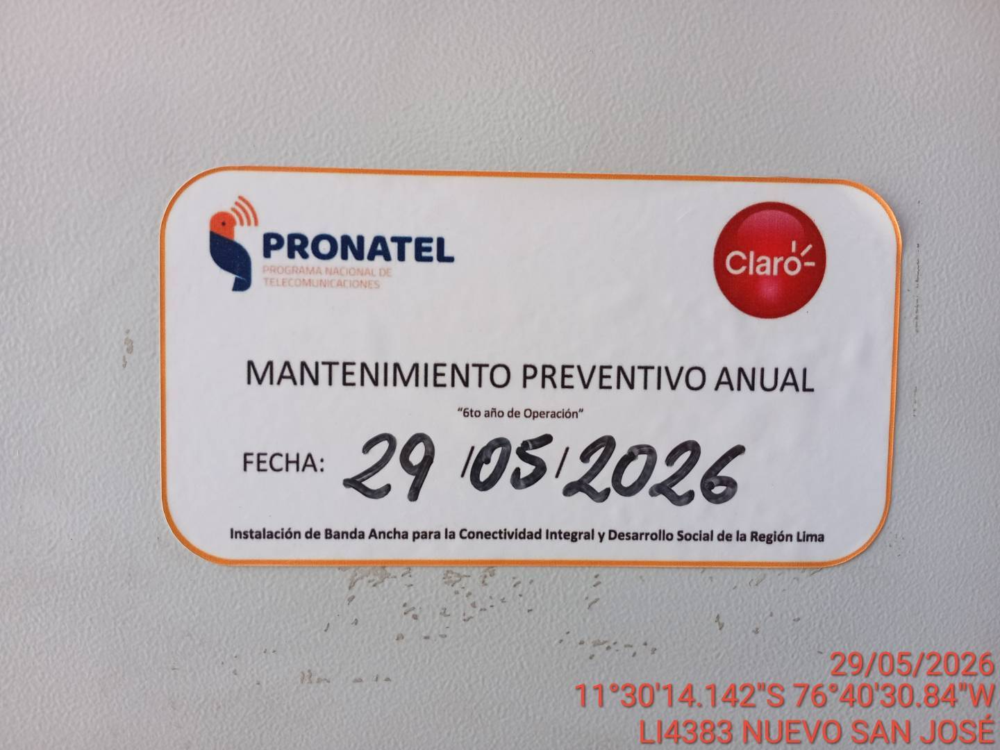 PRONATEL
PROGRAMA NACIONAL DE
TELECOMUNICACIONES
Claro
MANTENIMIENTO PREVENTIVO ANUAL
"6to año de Operación"
FECHA: 29/05/2026
Instalación de Banda Ancha para la Conectividad Integral y Desarrollo Social de la Región Lima
29/05/2026
11°30'14.142"S 76°40'30.84"W
LI4383 NUEVO SAN JOSÉ